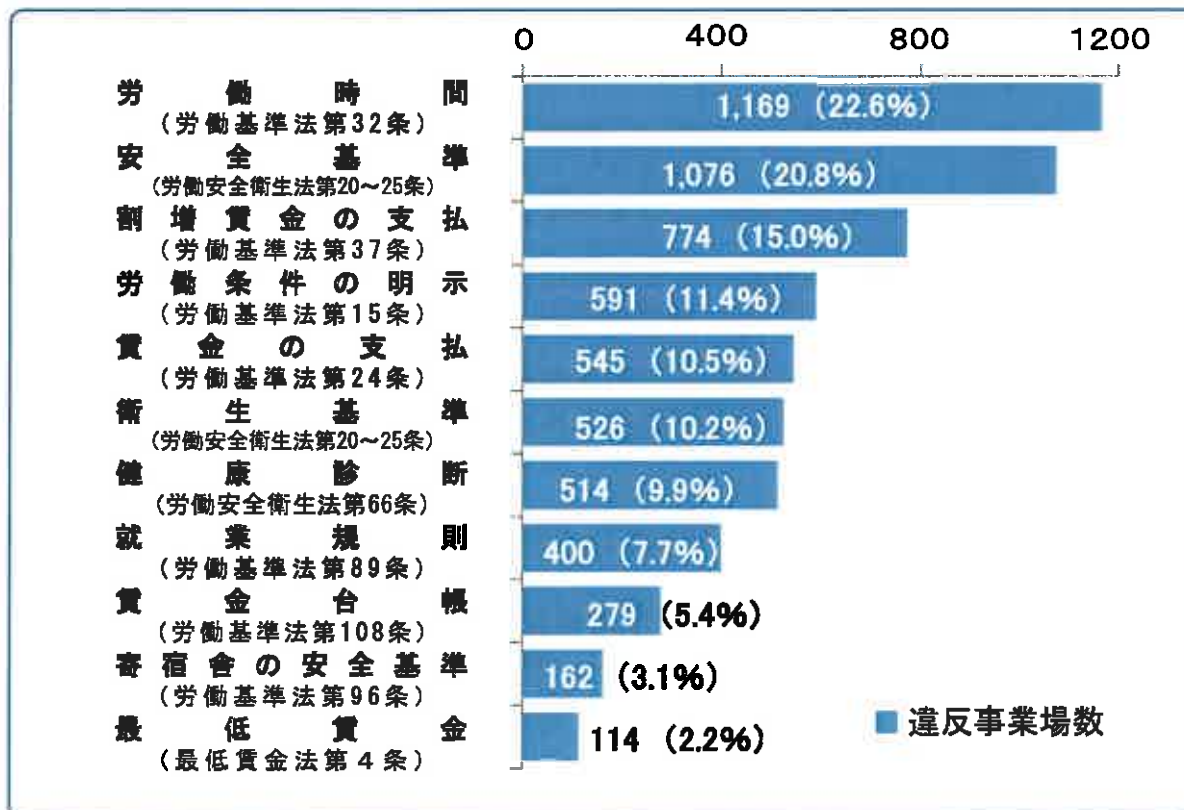 0 400 800 1200
労働時間 1,169 (22.6%)
(労働基準法第32条)
安全基準 1,076 (20.8%)
(労働安全衛生法第20~25条)
割増賃金の支払 774 (15.0%)
(労働基準法第37条)
労働条件の明示 591 (11.4%)
(労働基準法第15条)
賃金の支払 545 (10.5%)
(労働基準法第24条)
衛生基準 526 (10.2%)
(労働安全衛生法第20~25条)
健康診断 514 (9.9%)
(労働安全衛生法第66条)
就業規則 400 (7.7%)
(労働基準法第89条)
賃金台帳 279 (5.4%)
(労働基準法第108条)
寄宿舎の安全基準 162 (3.1%)
(労働基準法第96条)
最低賃金 114 (2.2%)
(最低賃金法第4条)
違反事業場数